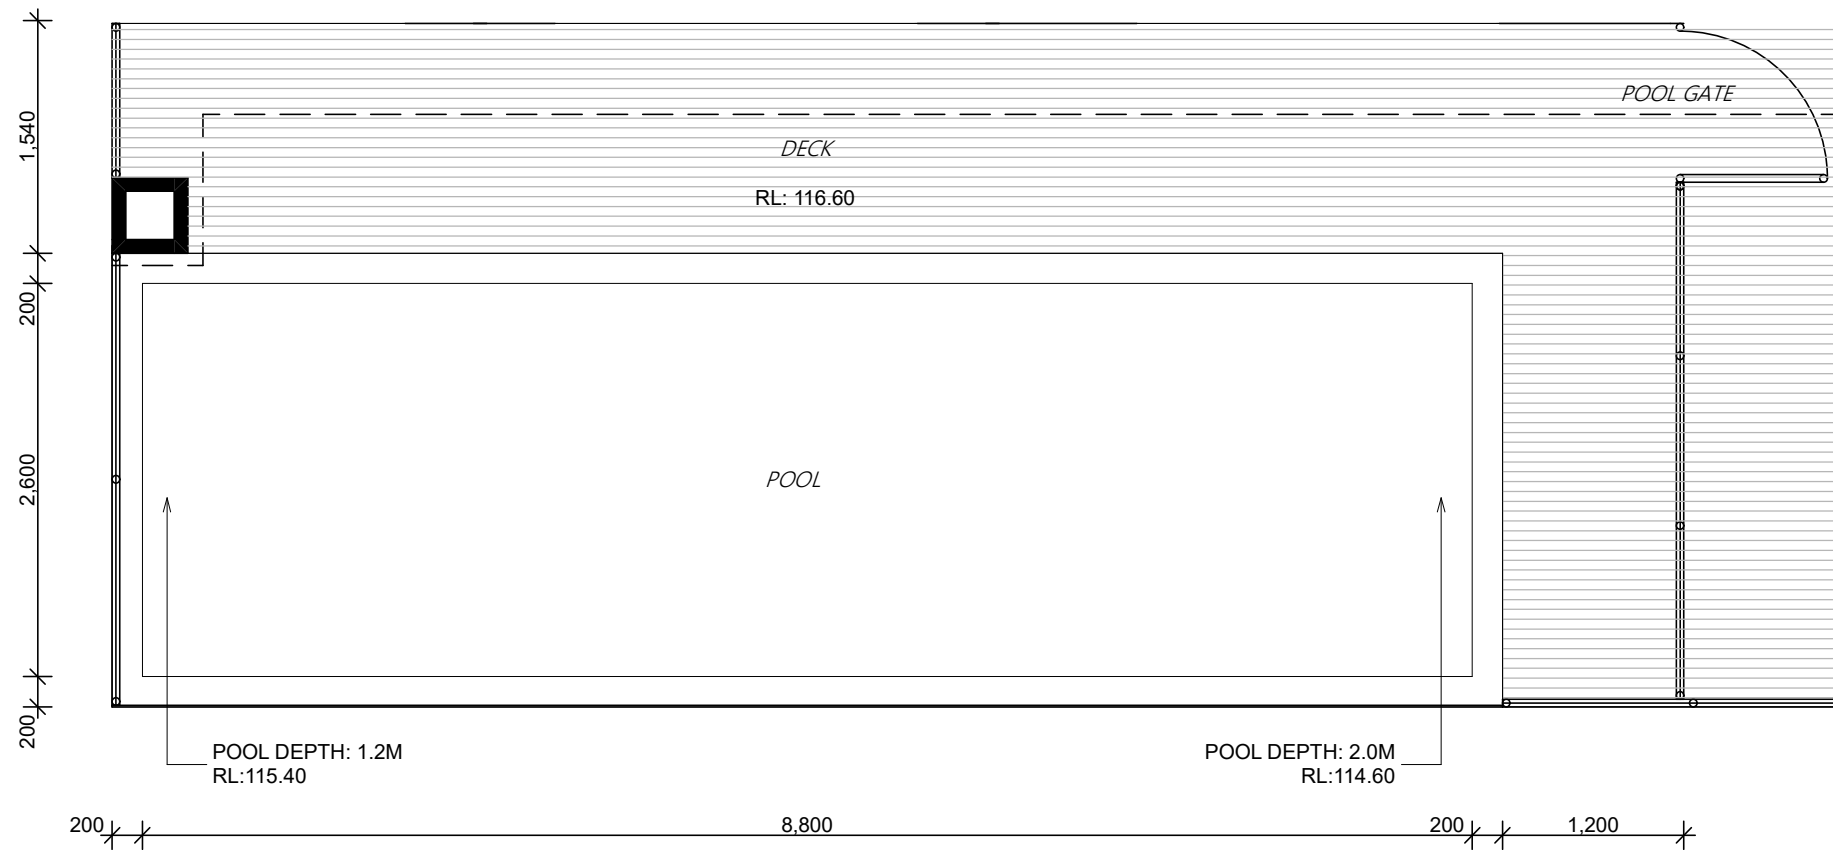 POOL GATE
1,540
DECK
RL: 116.60
200
2,600
POOL
200
POOL DEPTH: 1.2M
RL:115.40
POOL DEPTH: 2.0M
RL:114.60
200
8,800
200
1,200